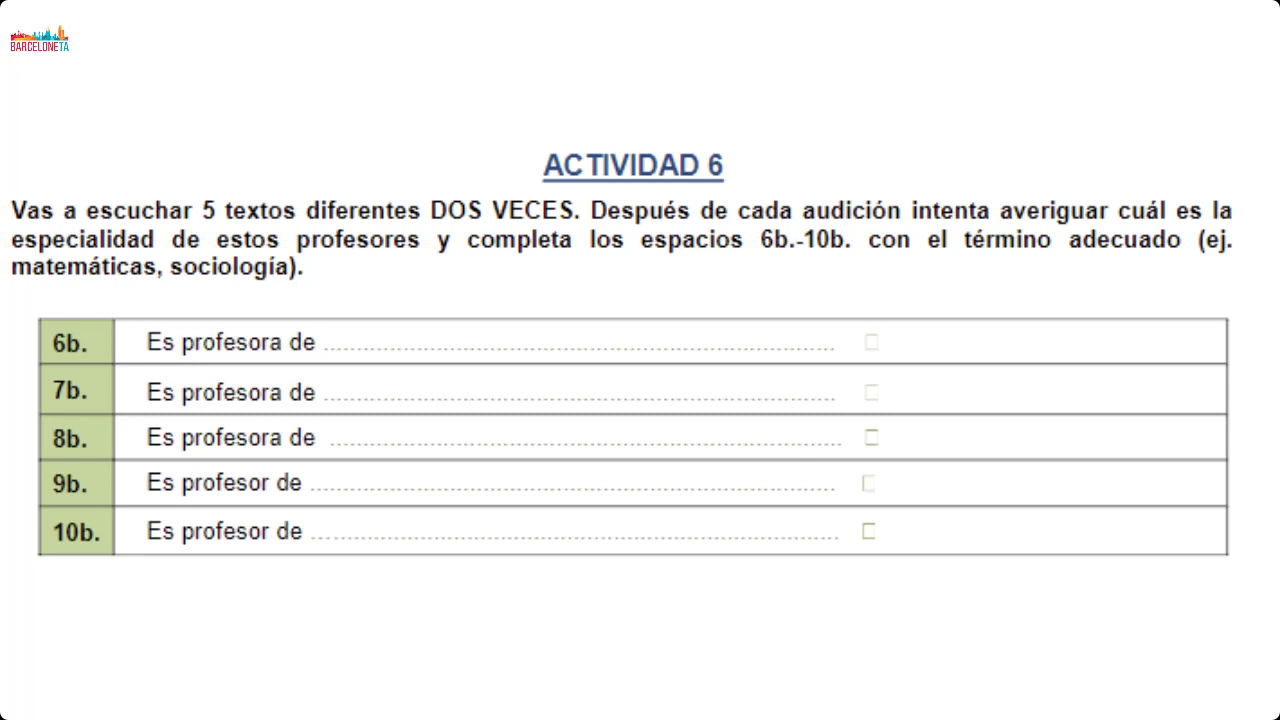 BARCELONETA
ACTIVIDAD 6
Vas a escuchar 5 textos diferentes DOS VECES. Después de cada audición intenta averiguar cuál es la
especialidad de estos profesores y completa los espacios 6b.-10b. con el término adecuado (ej.
matemáticas, sociología).
6b. Es profesora de ........................................................................................
7b. Es profesora de ........................................................................................
8b. Es profesora de ........................................................................................
9b. Es profesor de ........................................................................................
10b. Es profesor de ........................................................................................